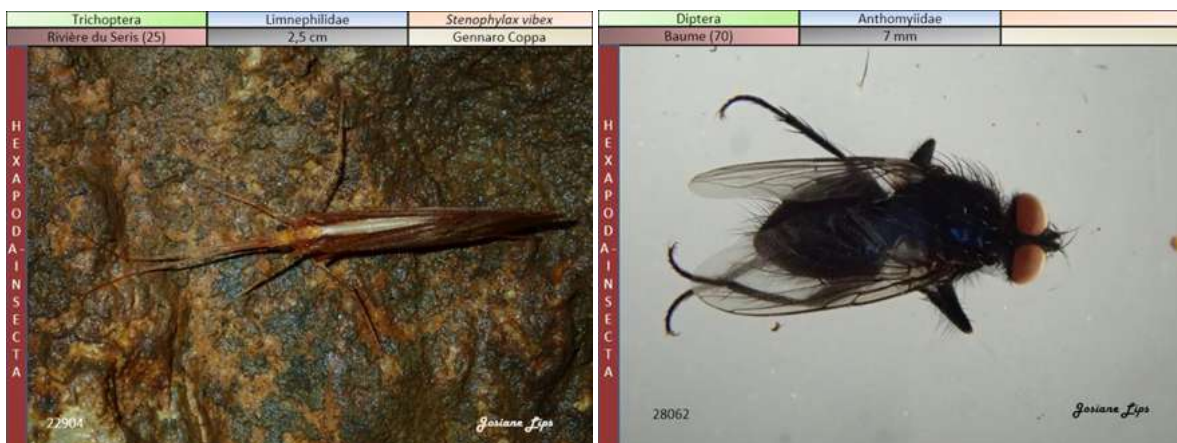 Trichoptera Limnephilidae Stenophylax vibex
Rivière du Seris (25) 2,5 cm Gennaro Coppa
HEXAPODA-INSECTA
22904 Josiane Lips
Diptera Anthomyiidae
Baume (70) 7 mm
HEXAPODA-INSECTA
28062 Josiane Lips